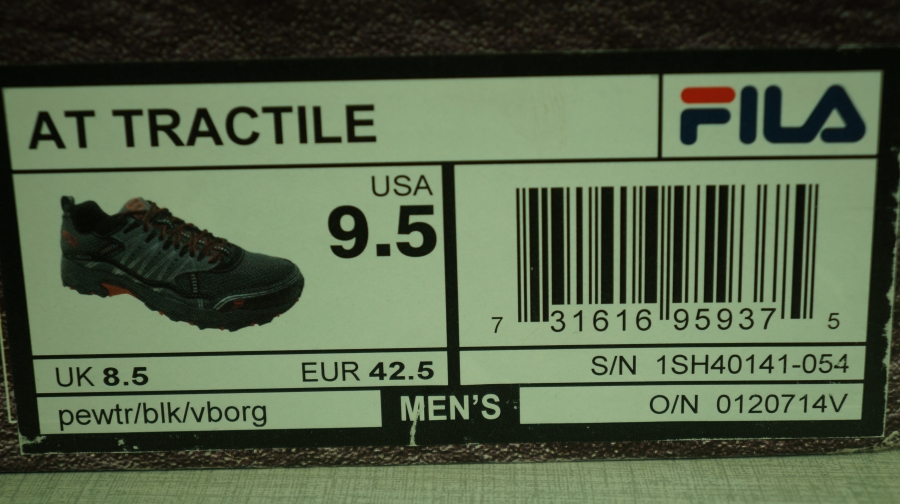 AT TRACTILE
FILA
USA
9.5
7 31616 95937 5
UK 8.5
EUR 42.5
S/N 1SH40141-054
pewtr/blk/vborg
MEN'S
O/N 0120714V